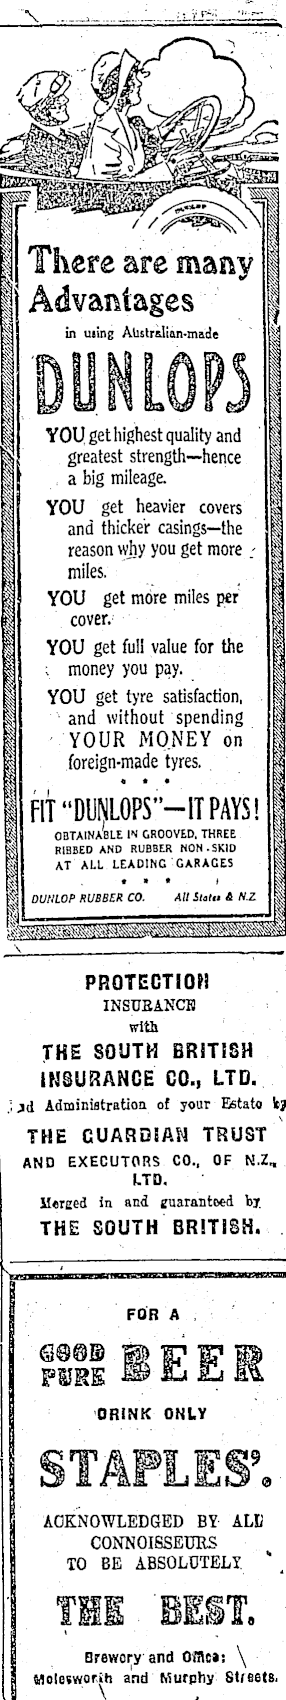 DUNLOP
There are many
Advantages
in using Australian-made
DUNLOPS
YOU get highest quality and
greatest strength—hence
a big mileage.
YOU get heavier covers
and thicker casings—the
reason why you get more
miles.
YOU get more miles per
cover.
YOU get full value for the
money you pay.
YOU get tyre satisfaction,
and without spending
YOUR MONEY on
foreign-made tyres.
* * *
FIT "DUNLOPS"—IT PAYS!
OBTAINABLE IN GROOVED, THREE
RIBBED AND RUBBER NON-SKID
AT ALL LEADING GARAGES
* * *
DUNLOP RUBBER CO. All States & N.Z.
PROTECTION
INSURANCE
with
THE SOUTH BRITISH
INSURANCE CO., LTD.
Administration of your Estate by
THE GUARDIAN TRUST
AND EXECUTORS CO., OF N.Z.,
LTD.
Merged in and guaranteed by
THE SOUTH BRITISH.
FOR A
GOOD
PURE BEER
DRINK ONLY
STAPLES'.
ACKNOWLEDGED BY ALL
CONNOISSEURS
TO BE ABSOLUTELY
THE BEST.
Brewery and Office:
Molesworth and Murphy Streets.